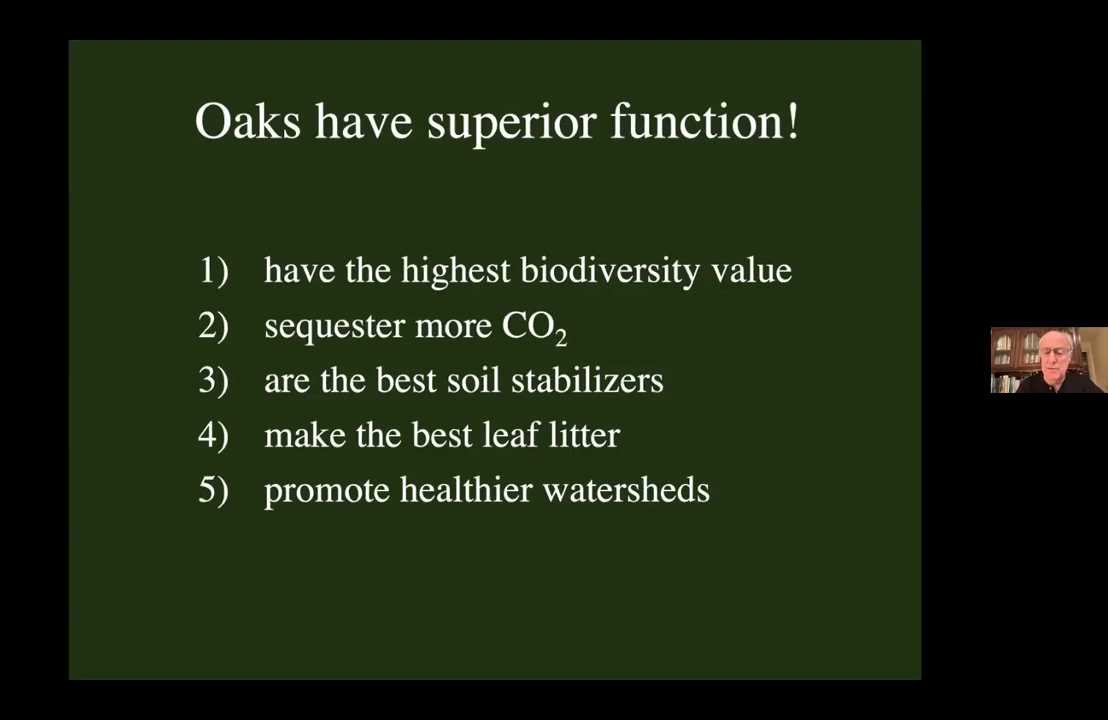 Oaks have superior function!
1) have the highest biodiversity value
2) sequester more CO₂
3) are the best soil stabilizers
4) make the best leaf litter
5) promote healthier watersheds